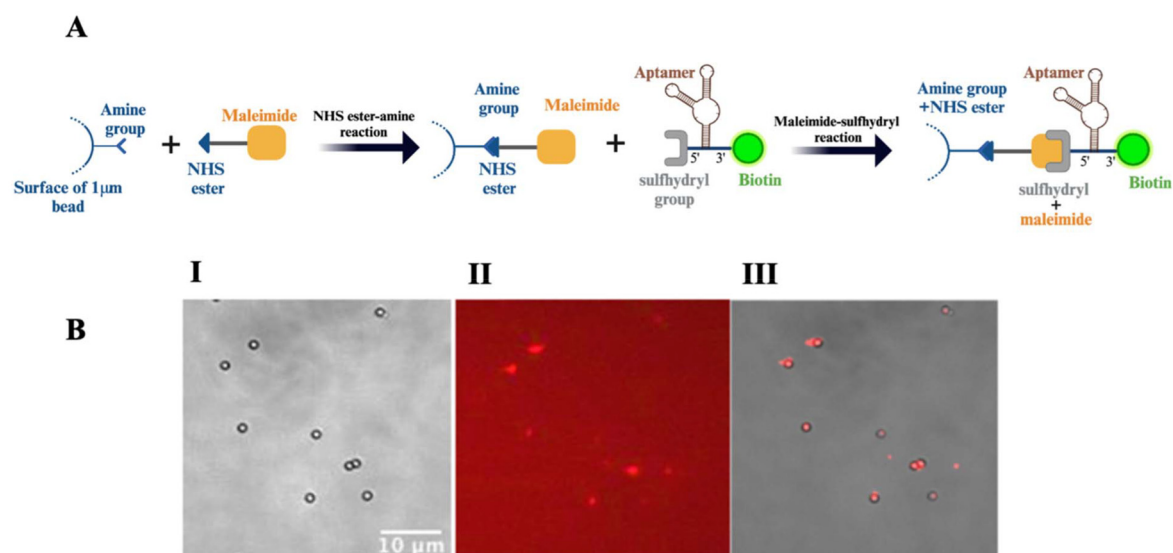 A
Amine
group
+
Maleimide
NHS
ester
Surface of 1μm
bead
NHS ester-amine
reaction
Amine
group
Maleimide
NHS
ester
+
Aptamer
5' 3'
sulfhydryl
group
Biotin
Maleimide-sulfhydryl
reaction
Amine group
+NHS ester
Aptamer
5' 3'
sulfhydryl
+
maleimide
Biotin
I II III
B
10 μm